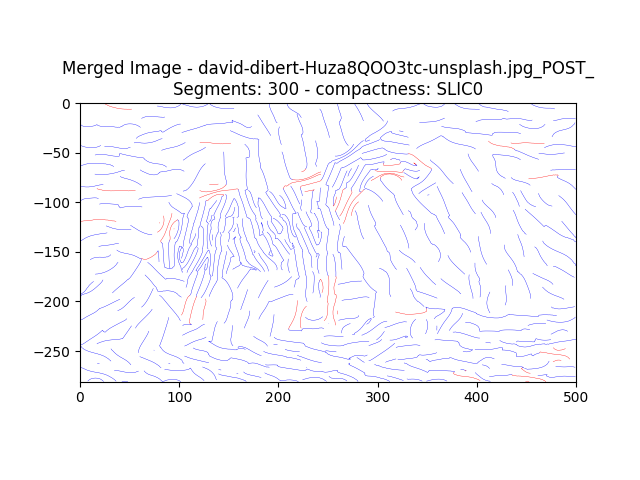 Merged Image - david-dibert-Huza8QOO3tc-unsplash.jpg_POST_
Segments: 300 - compactness: SLIC0
0
−50
−100
−150
−200
−250
0 100 200 300 400 500